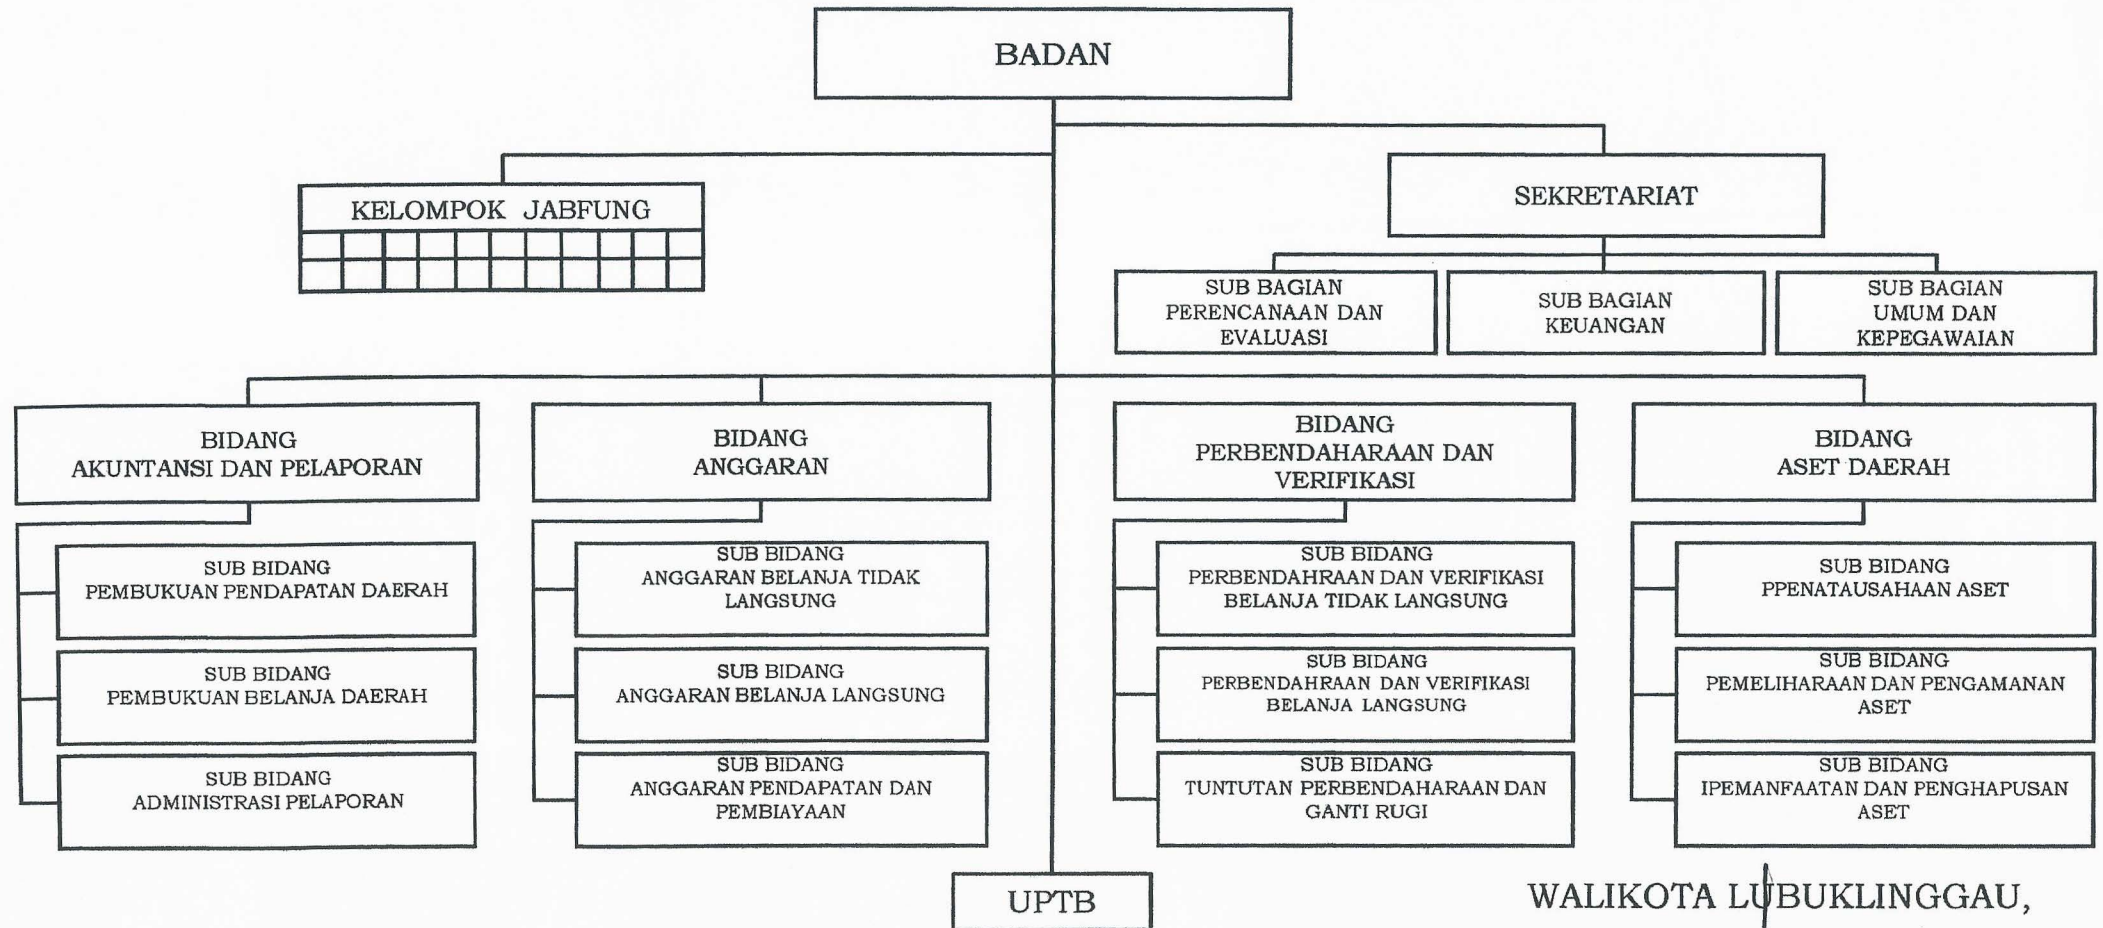 BADAN
KELOMPOK JABFUNG
SEKRETARIAT
SUB BAGIAN
PERENCANAAN DAN
EVALUASI
SUB BAGIAN
KEUANGAN
SUB BAGIAN
UMUM DAN
KEPEGAWAIAN
BIDANG
AKUNTANSI DAN PELAPORAN
BIDANG
ANGGARAN
BIDANG
PERBENDAHARAAN DAN
VERIFIKASI
BIDANG
ASET DAERAH
SUB BIDANG
PEMBUKUAN PENDAPATAN DAERAH
SUB BIDANG
PEMBUKUAN BELANJA DAERAH
SUB BIDANG
ADMINISTRASI PELAPORAN
SUB BIDANG
ANGGARAN BELANJA TIDAK
LANGSUNG
SUB BIDANG
ANGGARAN BELANJA LANGSUNG
SUB BIDANG
ANGGARAN PENDAPATAN DAN
PEMBIAYAAN
SUB BIDANG
PERBENDAHRAAN DAN VERIFIKASI
BELANJA TIDAK LANGSUNG
SUB BIDANG
PERBENDAHRAAN DAN VERIFIKASI
BELANJA LANGSUNG
SUB BIDANG
TUNTUTAN PERBENDAHARAAN DAN
GANTI RUGI
SUB BIDANG
PPENATAUSAHAAN ASET
SUB BIDANG
PEMELIHARAAN DAN PENGAMANAN
ASET
SUB BIDANG
IPEMANFAATAN DAN PENGHAPUSAN
ASET
UPTB
WALIKOTA LUBUKLINGGAU,